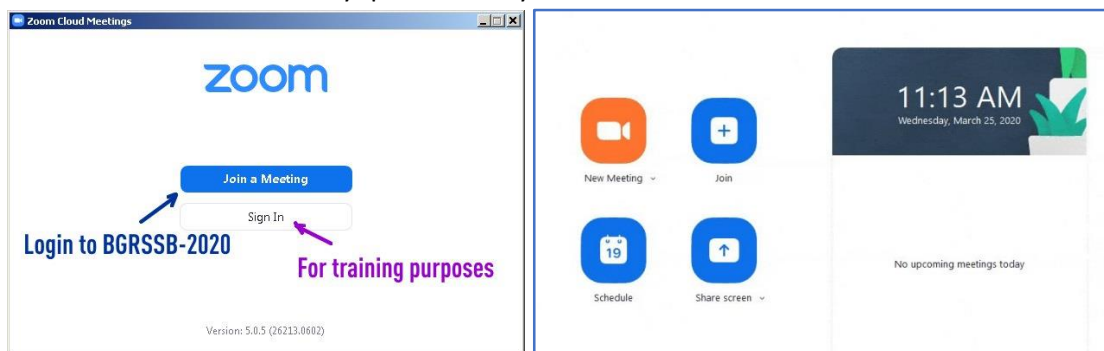 Zoom Cloud Meetings
zoom
Join a Meeting
Sign In
Login to BGRSSB-2020
For training purposes
Version: 5.0.5 (26213.0602)
11:13 AM
Wednesday, March 25, 2020
New Meeting
Join
19
Schedule
Share screen
No upcoming meetings today